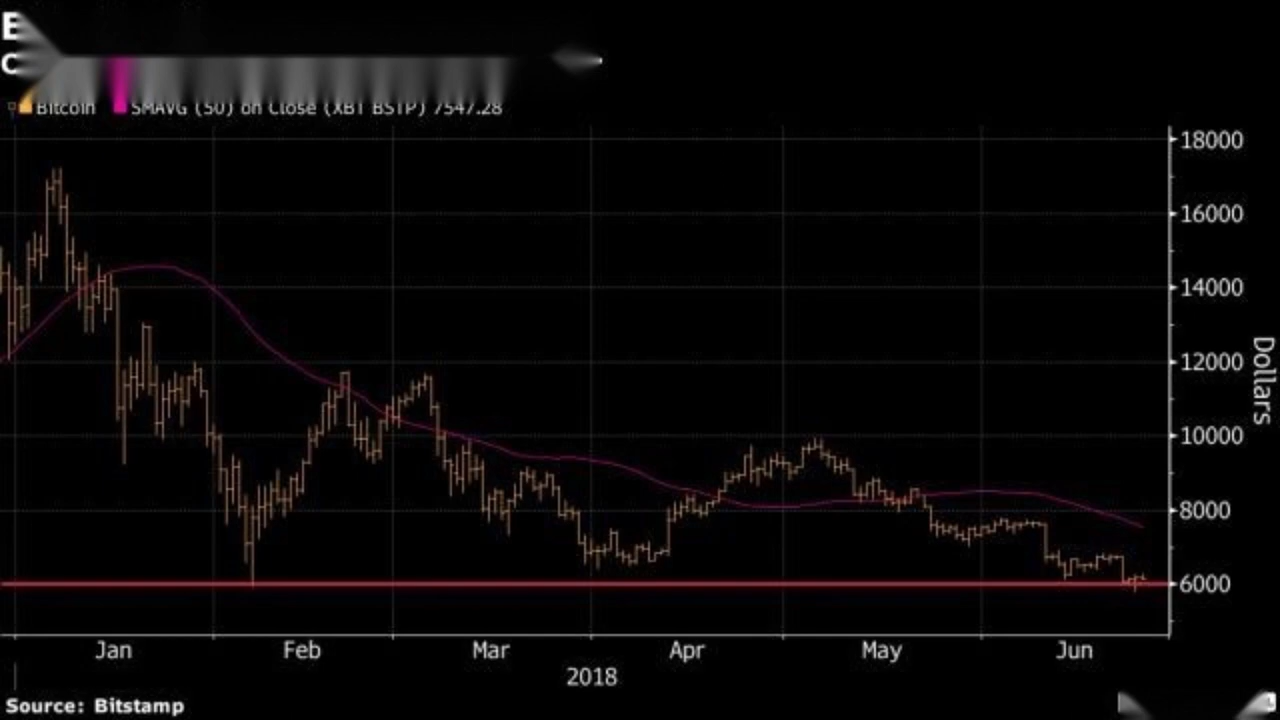 Bitcoin SMAVG (50) on Close (XBT BSTP) 7547.28
18000
16000
14000
12000
10000
8000
6000
Dollars
Jan Feb Mar Apr May Jun
2018
Source: Bitstamp